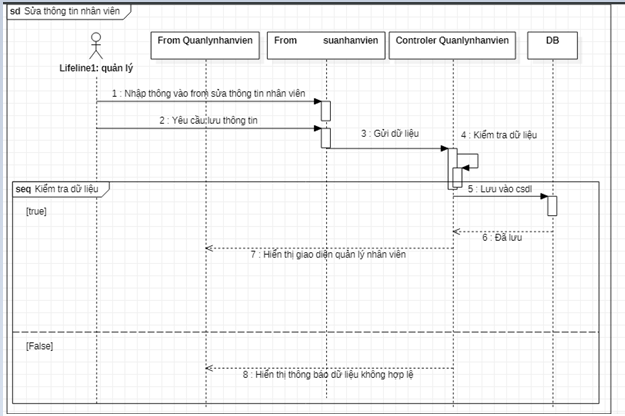 sd Sửa thông tin nhân viên
From Quanlynhanvien
From suanhanvien
Controler Quanlynhanvien
DB
Lifeline1: quản lý
1 : Nhập thông vào from sửa thông tin nhân viên
2 : Yêu cầu lưu thông tin
3 : Gửi dữ liệu
4 : Kiểm tra dữ liệu
seq Kiểm tra dữ liệu
5 : Lưu vào csdl
[true]
6 : Đã lưu
7 : Hiển thị giao diện quản lý nhân viên
[False]
8 : Hiển thị thông báo dữ liệu không hợp lệ